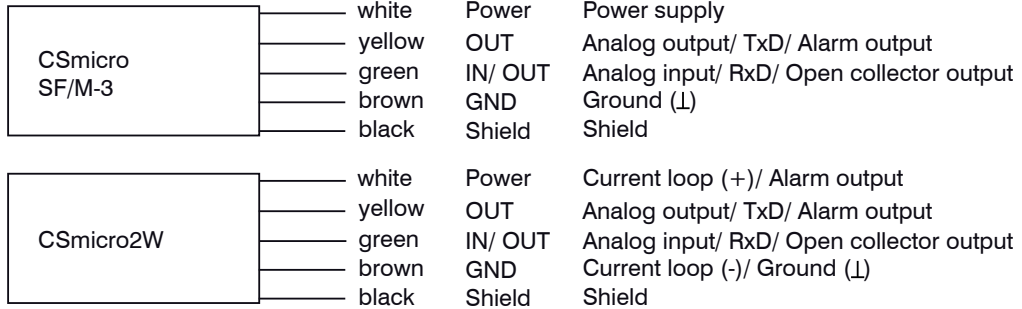 CSmicro
SF/M-3
white Power Power supply
yellow OUT Analog output/ TxD/ Alarm output
green IN/ OUT Analog input/ RxD/ Open collector output
brown GND Ground (⊥)
black Shield Shield
CSmicro2W
white Power Current loop (+)/ Alarm output
yellow OUT Analog output/ TxD/ Alarm output
green IN/ OUT Analog input/ RxD/ Open collector output
brown GND Current loop (-)/ Ground (⊥)
black Shield Shield